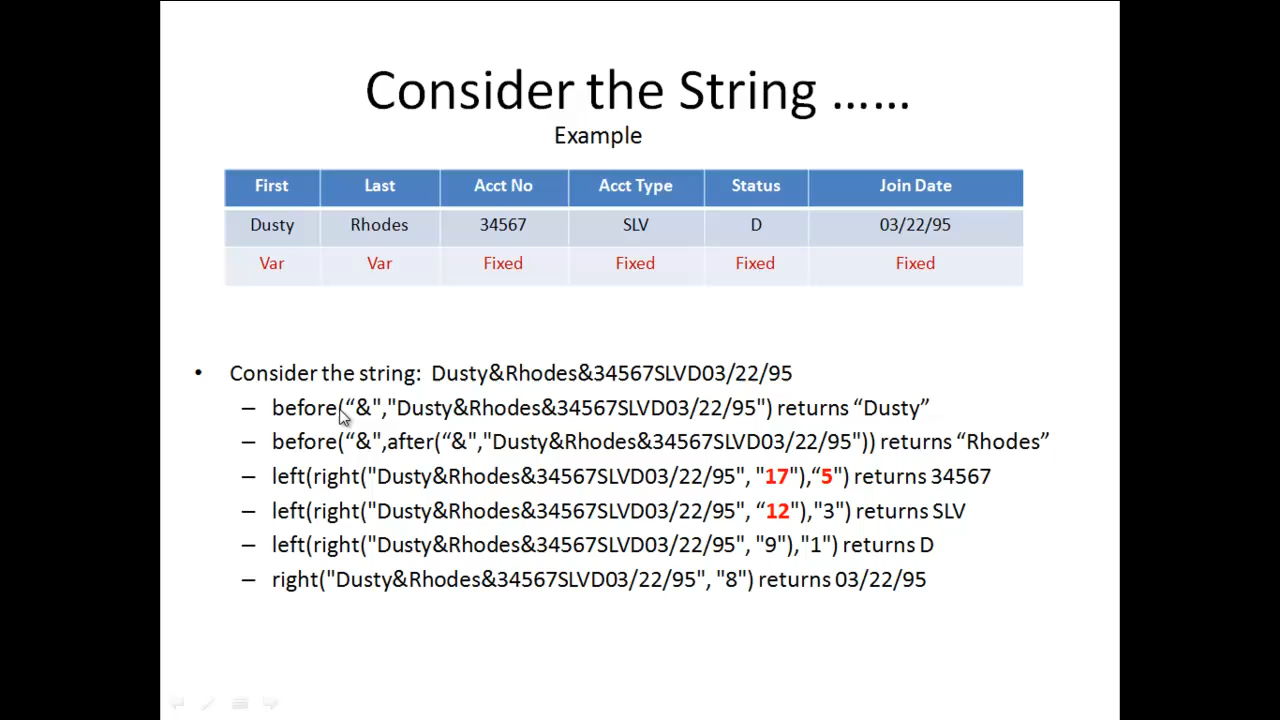 Consider the String ……
Example
First Last Acct No Acct Type Status Join Date
Dusty Rhodes 34567 SLV D 03/22/95
Var Var Fixed Fixed Fixed Fixed
• Consider the string: Dusty&Rhodes&34567SLVD03/22/95
– before(“&","Dusty&Rhodes&34567SLVD03/22/95") returns “Dusty”
– before(“&",after(“&","Dusty&Rhodes&34567SLVD03/22/95")) returns “Rhodes”
– left(right("Dusty&Rhodes&34567SLVD03/22/95", "17"),“5") returns 34567
– left(right("Dusty&Rhodes&34567SLVD03/22/95", “12"),"3") returns SLV
– left(right("Dusty&Rhodes&34567SLVD03/22/95", "9"),"1") returns D
– right("Dusty&Rhodes&34567SLVD03/22/95", "8") returns 03/22/95